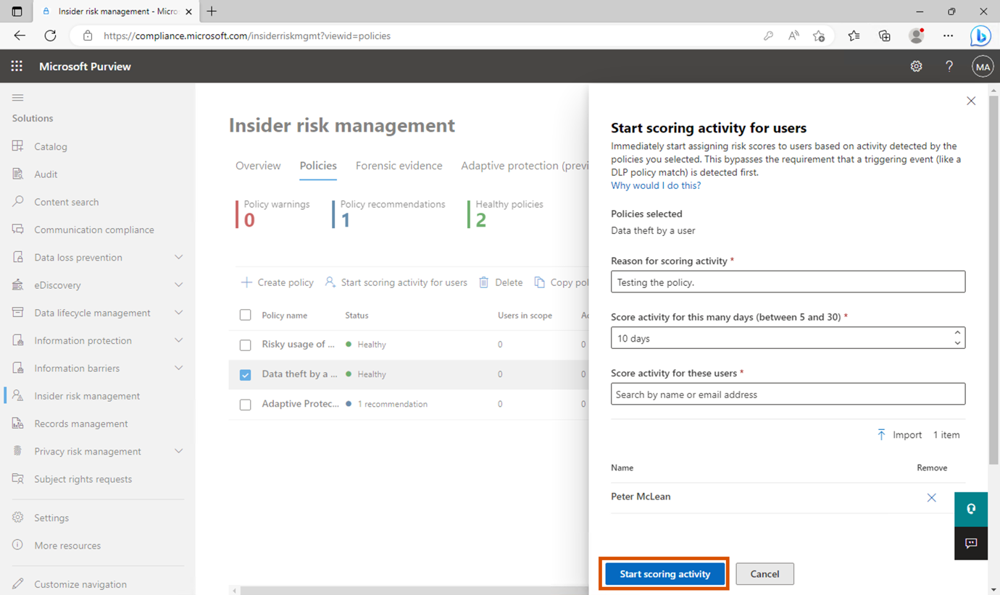 Insider risk management - Micro
https://compliance.microsoft.com/insiderriskmgmt?viewid=policies
Microsoft Purview
MA
Solutions
Catalog
Audit
Content search
Communication compliance
Data loss prevention
eDiscovery
Data lifecycle management
Information protection
Information barriers
Insider risk management
Records management
Privacy risk management
Subject rights requests
Settings
More resources
Customize navigation
Insider risk management
Overview Policies Forensic evidence Adaptive protection (previ
Policy warnings
0
Policy recommendations
1
Healthy policies
2
Create policy Start scoring activity for users Delete Copy pol
Policy name Status Users in scope Ac
Risky usage of ... Healthy 0 0
Data theft by a ... Healthy 0 0
Adaptive Protec... 1 recommendation 0 0
Start scoring activity for users
Immediately start assigning risk scores to users based on activity detected by the
policies you selected. This bypasses the requirement that a triggering event (like a
DLP policy match) is detected first.
Why would I do this?
Policies selected
Data theft by a user
Reason for scoring activity *
Testing the policy.
Score activity for this many days (between 5 and 30) *
10 days
Score activity for these users *
Search by name or email address
Import 1 item
Name Remove
Peter McLean
Start scoring activity Cancel